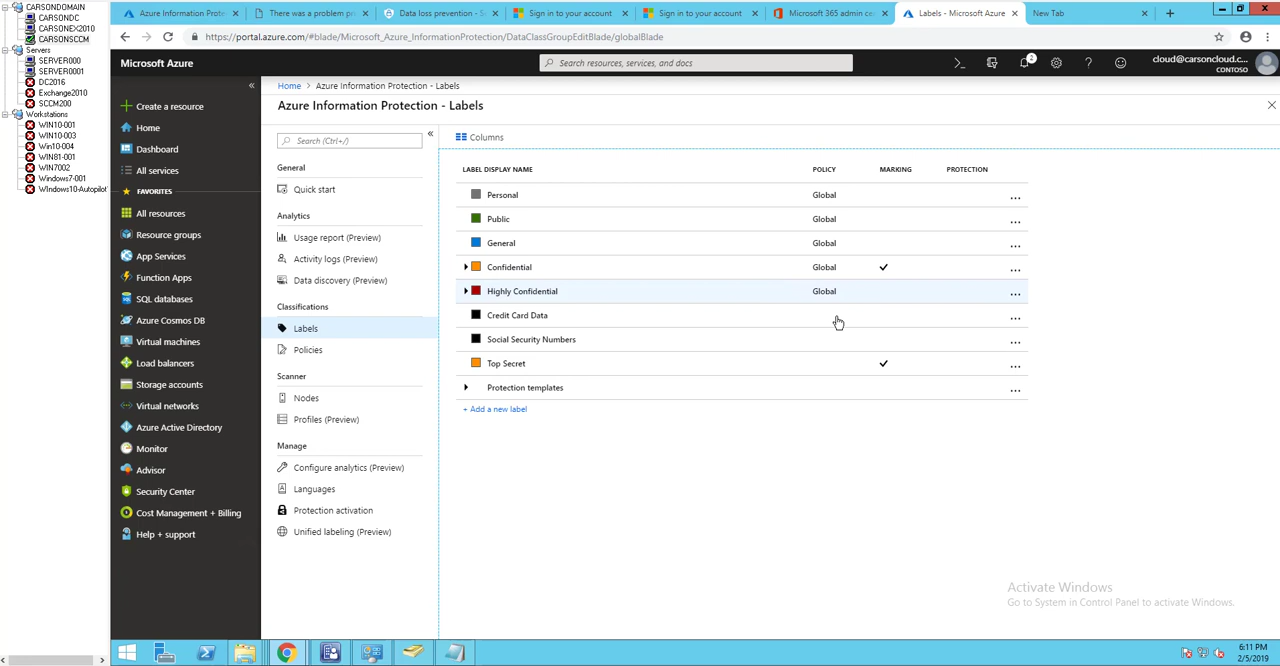 CARSONDOMAIN
CARSONDC
CARSONEX2010
CARSONSCCM
Servers
SERVER000
SERVER0001
DC2016
Exchange2010
SCCM200
Workstations
WIN10-001
WIN10-003
Win10-004
WIN81-001
WIN7002
Windows7-001
WIndows10-Autopilot
Azure Information Prote
There was a problem pr
Data loss prevention - S
Sign in to your account
Sign in to your account
Microsoft 365 admin ce
Labels - Microsoft Azure
New Tab
https://portal.azure.com/#blade/Microsoft_Azure_InformationProtection/DataClassGroupEditBlade/globalBlade
Microsoft Azure
Search resources, services, and docs
2
cloud@carsoncloud.c...
CONTOSO
Create a resource
Home
Dashboard
All services
FAVORITES
All resources
Resource groups
App Services
Function Apps
SQL databases
Azure Cosmos DB
Virtual machines
Load balancers
Storage accounts
Virtual networks
Azure Active Directory
Monitor
Advisor
Security Center
Cost Management + Billing
Help + support
Home > Azure Information Protection - Labels
Azure Information Protection - Labels
Search (Ctrl+/)
General
Quick start
Analytics
Usage report (Preview)
Activity logs (Preview)
Data discovery (Preview)
Classifications
Labels
Policies
Scanner
Nodes
Profiles (Preview)
Manage
Configure analytics (Preview)
Languages
Protection activation
Unified labeling (Preview)
Columns
LABEL DISPLAY NAME POLICY MARKING PROTECTION
Personal Global ...
Public Global ...
General Global ...
Confidential Global ✓ ...
Highly Confidential Global ...
Credit Card Data ...
Social Security Numbers ...
Top Secret ✓ ...
Protection templates ...
+ Add a new label
Activate Windows
Go to System in Control Panel to activate Windows.
6:11 PM
2/5/2019